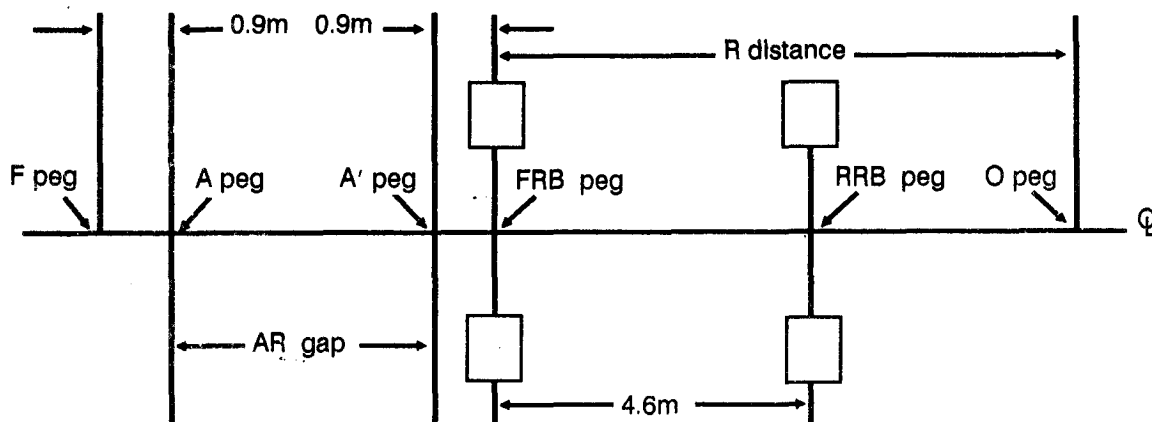 0.9m 0.9m
R distance
F peg A peg A' peg FRB peg RRB peg O peg ℄
AR gap
4.6m